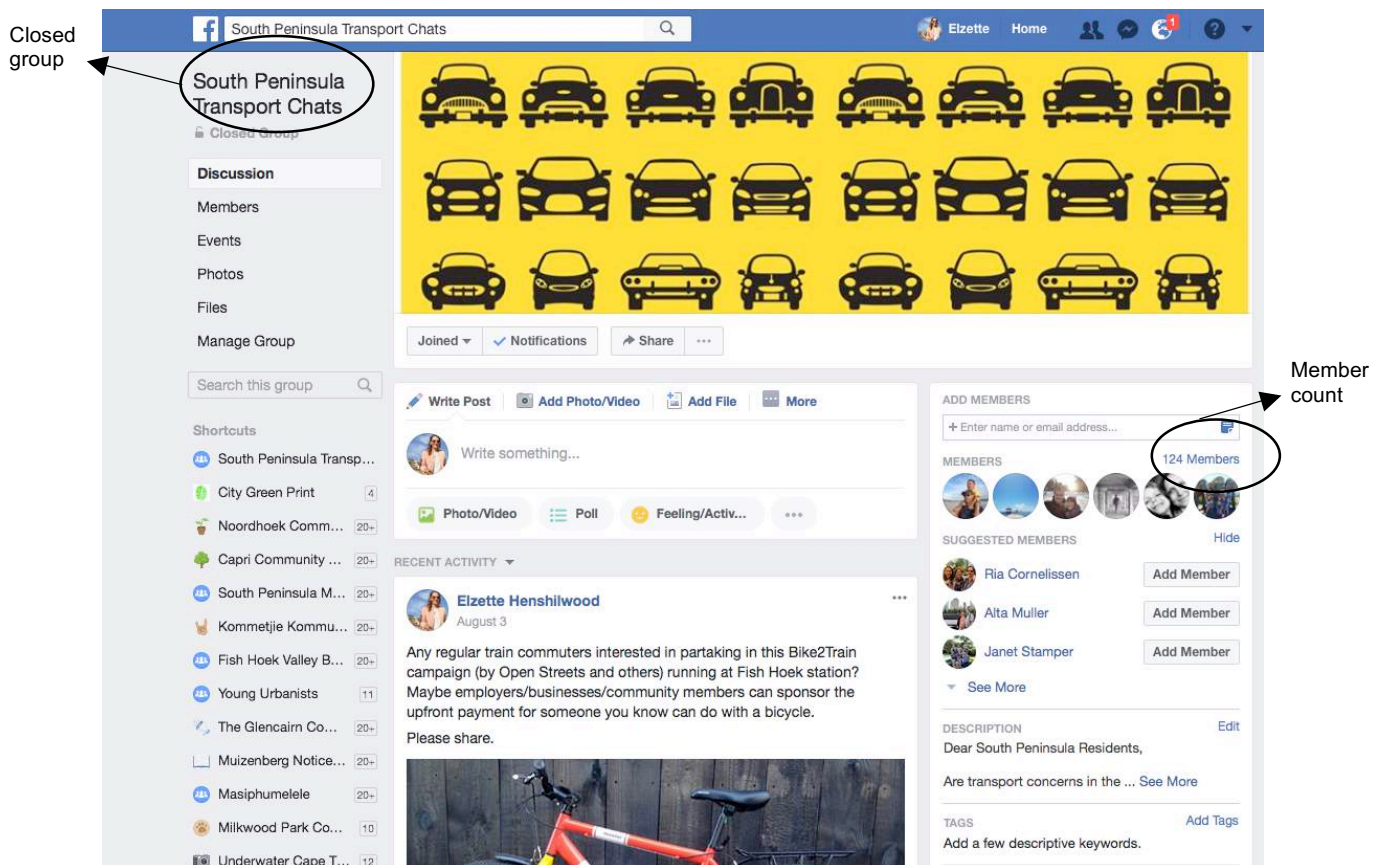 Closed
group
South Peninsula Transport Chats
Elzette Home 1
South Peninsula
Transport Chats
Closed Group
Discussion
Members
Events
Photos
Files
Manage Group
Search this group
Shortcuts
South Peninsula Transp...
City Green Print 4
Noordhoek Comm... 20+
Capri Community ... 20+
South Peninsula M... 20+
Kommetjie Kommu... 20+
Fish Hoek Valley B... 20+
Young Urbanists 11
The Glencairn Co... 20+
Muizenberg Notice... 20+
Masiphumelele 20+
Milkwood Park Co... 10
Underwater Cape T... 12
Joined Notifications Share ...
Write Post Add Photo/Video Add File More
Write something...
Photo/Video Poll Feeling/Activ... ...
RECENT ACTIVITY
Elzette Henshilwood
August 3
Any regular train commuters interested in partaking in this Bike2Train
campaign (by Open Streets and others) running at Fish Hoek station?
Maybe employers/businesses/community members can sponsor the
upfront payment for someone you know can do with a bicycle.
Please share.
Member
count
ADD MEMBERS
+ Enter name or email address...
MEMBERS 124 Members
SUGGESTED MEMBERS Hide
Ria Cornelissen Add Member
Alta Muller Add Member
Janet Stamper Add Member
See More
DESCRIPTION Edit
Dear South Peninsula Residents,
Are transport concerns in the ... See More
TAGS Add Tags
Add a few descriptive keywords.